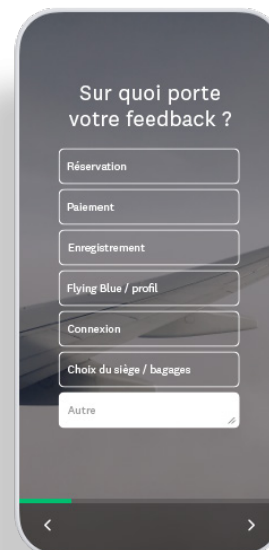 Sur quoi porte
votre feedback ?
Réservation
Paiement
Enregistrement
Flying Blue / profil
Connexion
Choix du siège / bagages
Autre